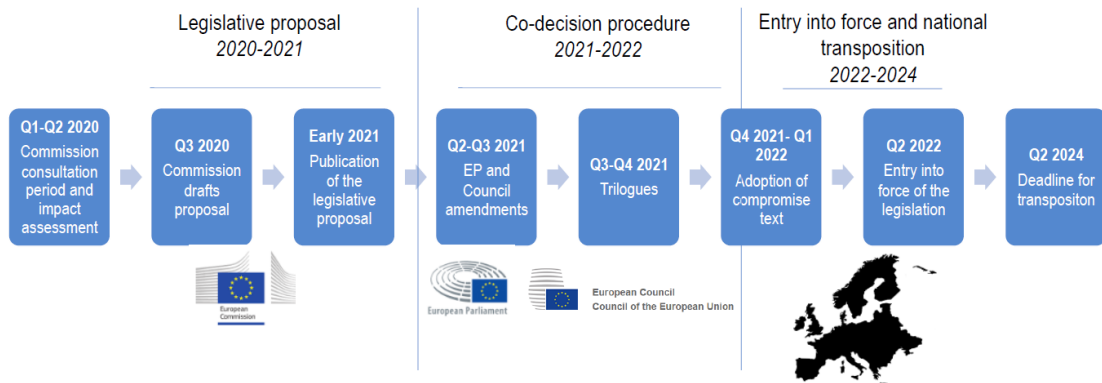 Legislative proposal
2020-2021
Co-decision procedure
2021-2022
Entry into force and national
transposition
2022-2024
Q1-Q2 2020
Commission
consultation
period and
impact
assessment
Q3 2020
Commission
drafts
proposal
Early 2021
Publication
of the
legislative
proposal
Q2-Q3 2021
EP and
Council
amendments
Q3-Q4 2021
Trilogues
Q4 2021- Q1
2022
Adoption of
compromise
text
Q2 2022
Entry into
force of the
legislation
Q2 2024
Deadline for
transpositon
European
Commission
European Parliament
European Council
Council of the European Union